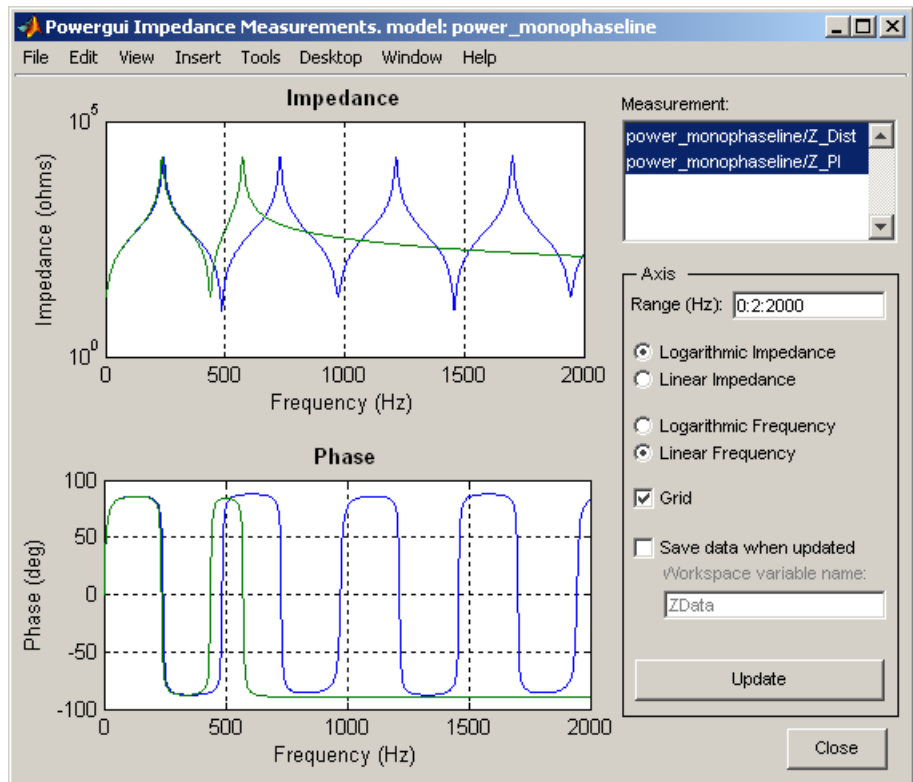 Powergui Impedance Measurements. model: power_monophaseline
File Edit View Insert Tools Desktop Window Help
Impedance
10^5
10^0
Impedance (ohms)
0 500 1000 1500 2000
Frequency (Hz)
Phase
100
50
0
-50
-100
Phase (deg)
0 500 1000 1500 2000
Frequency (Hz)
Measurement:
power_monophaseline/Z_Dist
power_monophaseline/Z_PI
Axis
Range (Hz): 0:2:2000
Logarithmic Impedance
Linear Impedance
Logarithmic Frequency
Linear Frequency
Grid
Save data when updated
Workspace variable name:
ZData
Update
Close